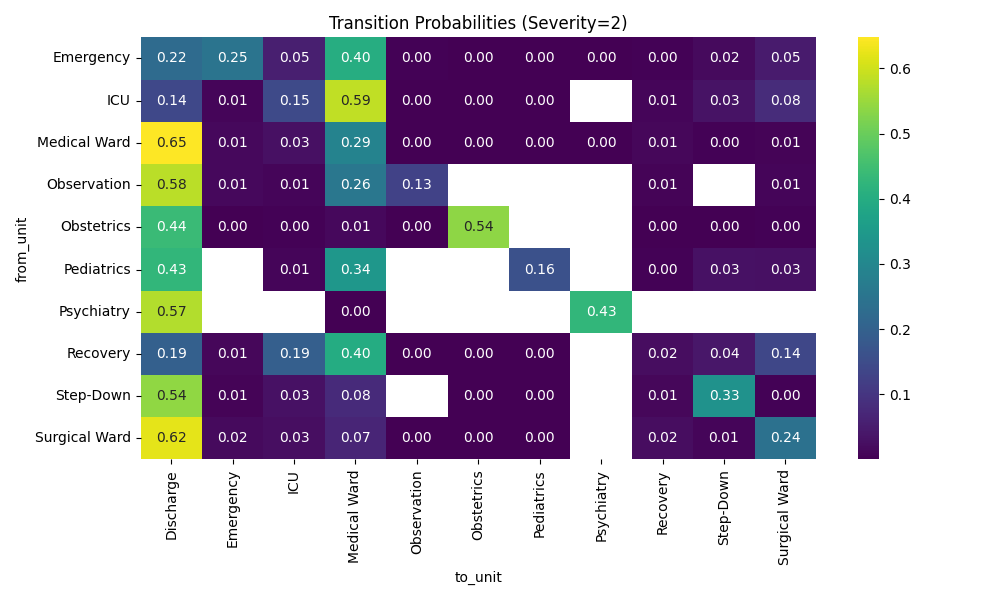 Transition Probabilities (Severity=2)
from_unit
Emergency 0.22 0.25 0.05 0.40 0.00 0.00 0.00 0.00 0.00 0.02 0.05
ICU 0.14 0.01 0.15 0.59 0.00 0.00 0.00 0.01 0.03 0.08
Medical Ward 0.65 0.01 0.03 0.29 0.00 0.00 0.00 0.00 0.01 0.00 0.01
Observation 0.58 0.01 0.01 0.26 0.13 0.01 0.01
Obstetrics 0.44 0.00 0.00 0.01 0.00 0.54 0.00 0.00 0.00
Pediatrics 0.43 0.01 0.34 0.16 0.00 0.03 0.03
Psychiatry 0.57 0.00 0.43
Recovery 0.19 0.01 0.19 0.40 0.00 0.00 0.00 0.02 0.04 0.14
Step-Down 0.54 0.01 0.03 0.08 0.00 0.00 0.01 0.33 0.00
Surgical Ward 0.62 0.02 0.03 0.07 0.00 0.00 0.00 0.02 0.01 0.24
Discharge Emergency ICU Medical Ward Observation Obstetrics Pediatrics Psychiatry Recovery Step-Down Surgical Ward
to_unit
0.6
0.5
0.4
0.3
0.2
0.1